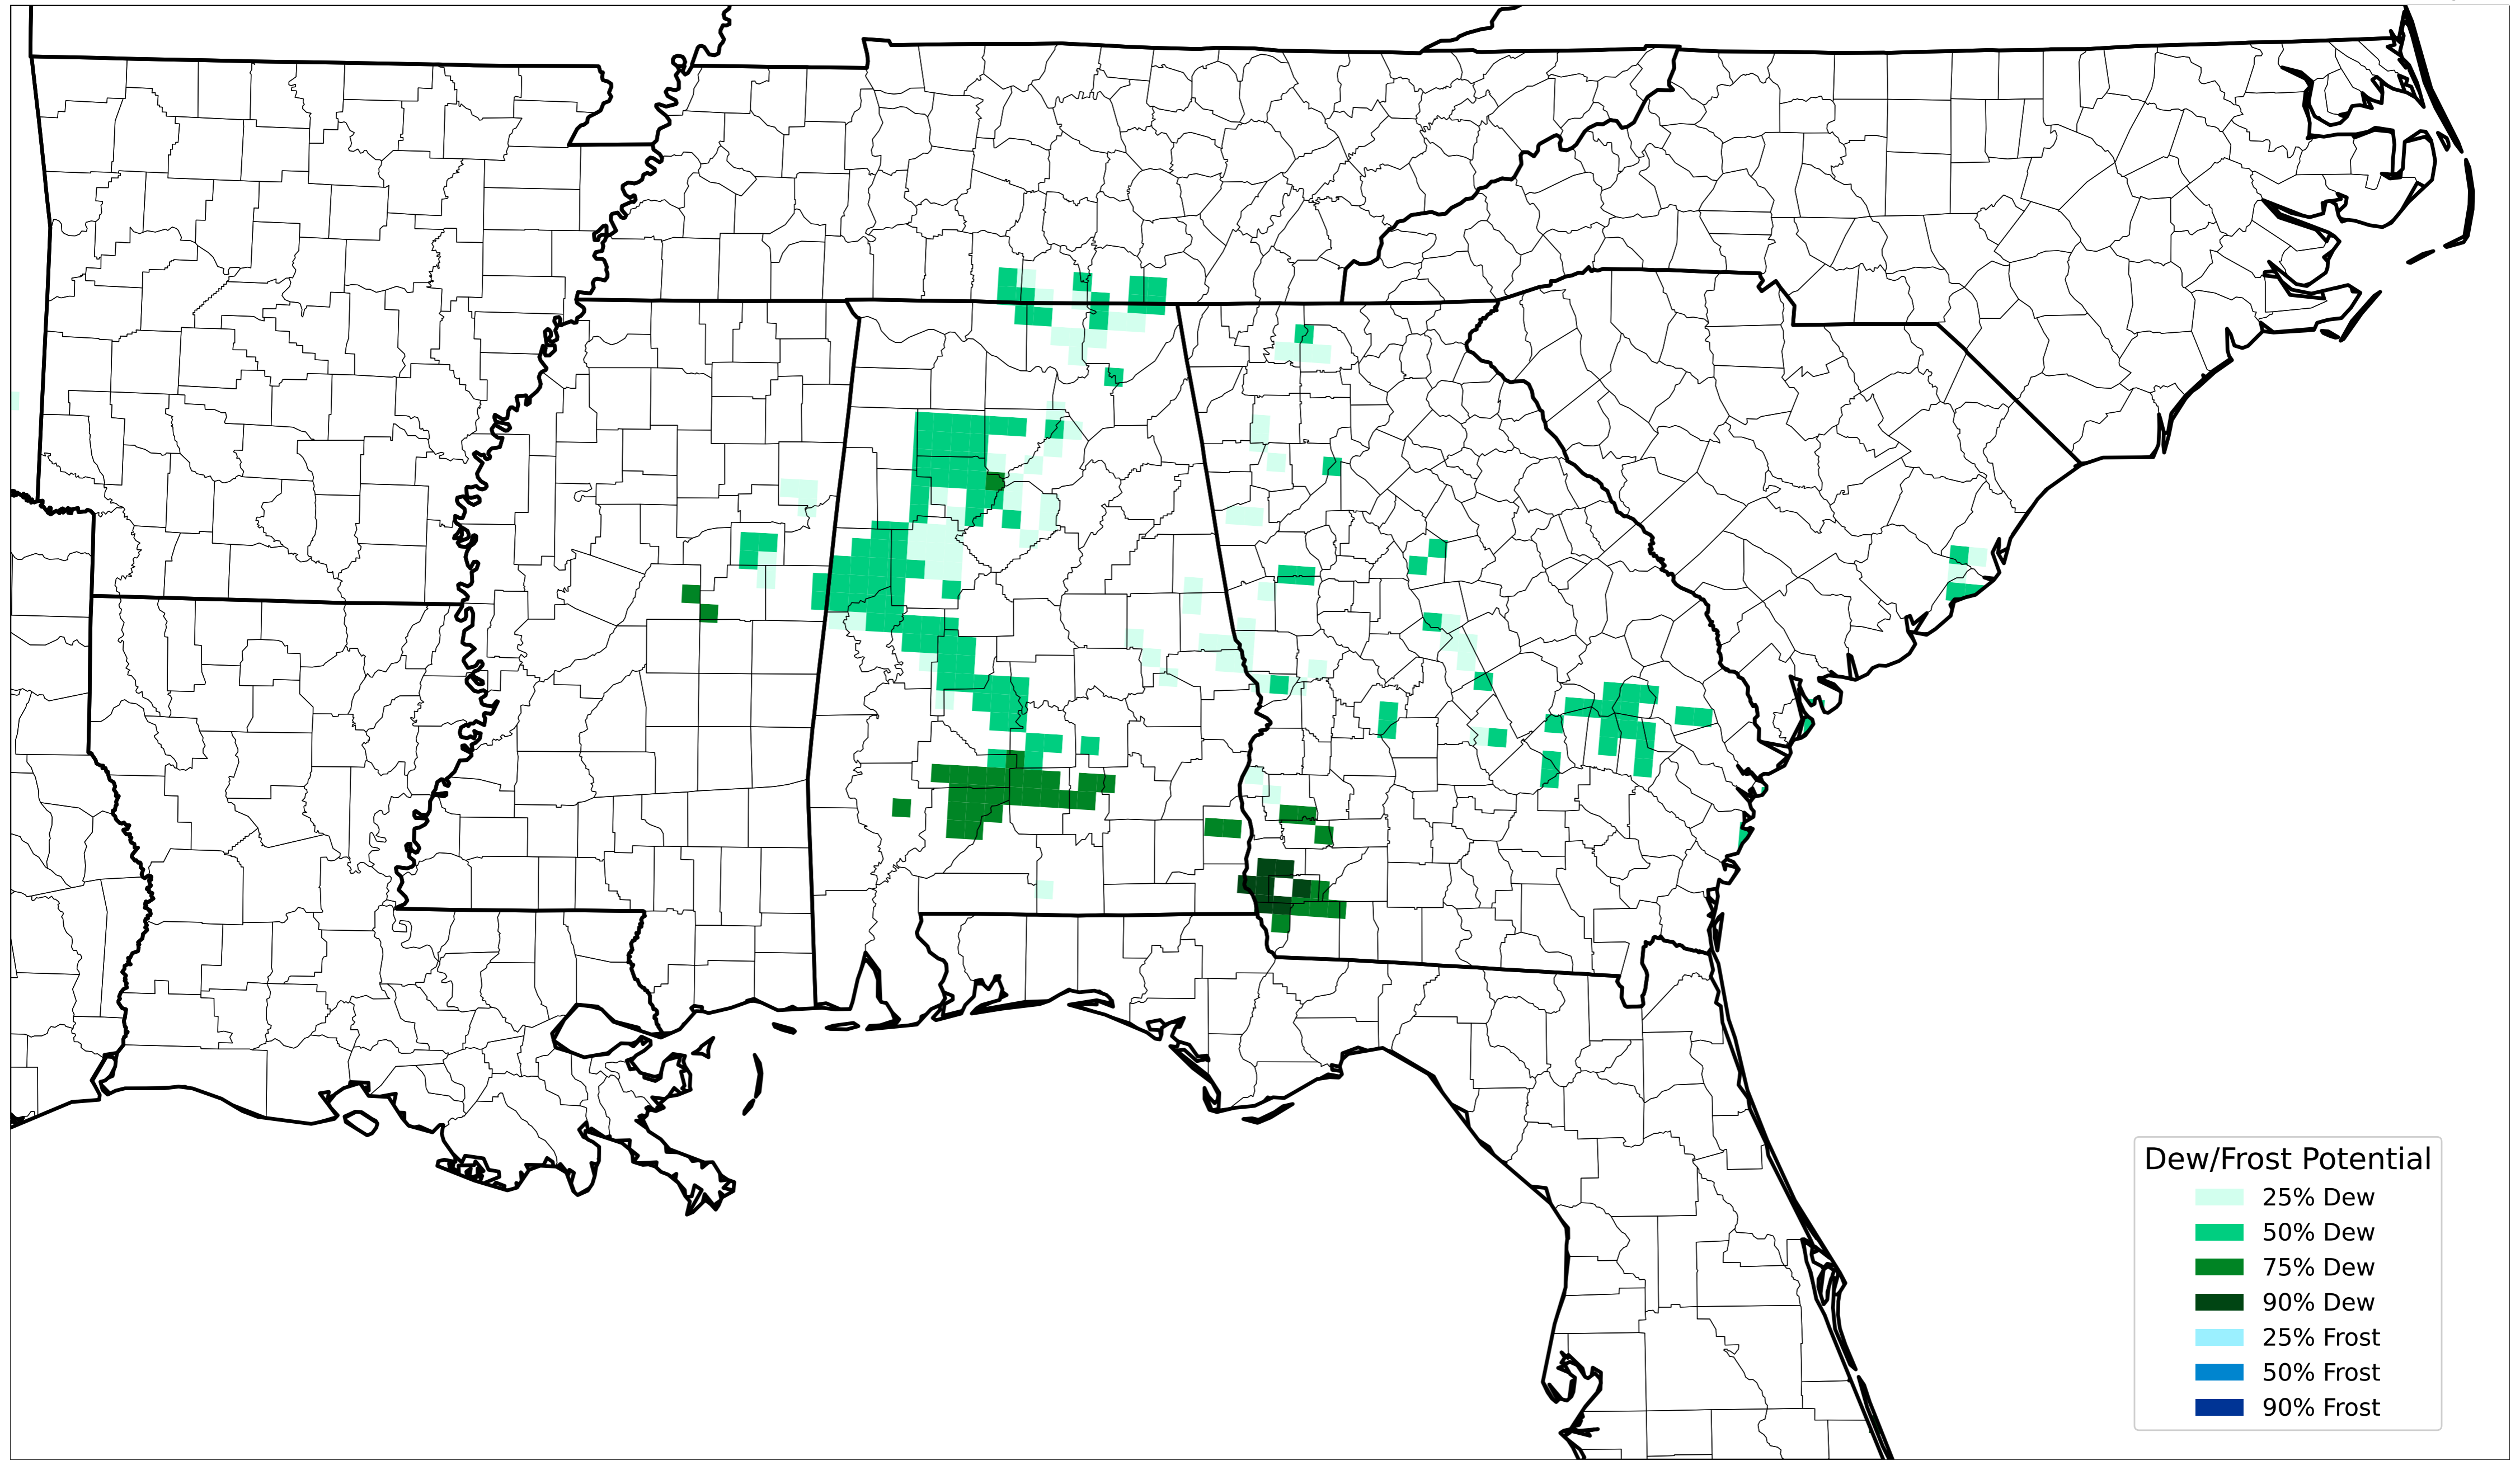 Dew/Frost Potential
25% Dew
50% Dew
75% Dew
90% Dew
25% Frost
50% Frost
90% Frost